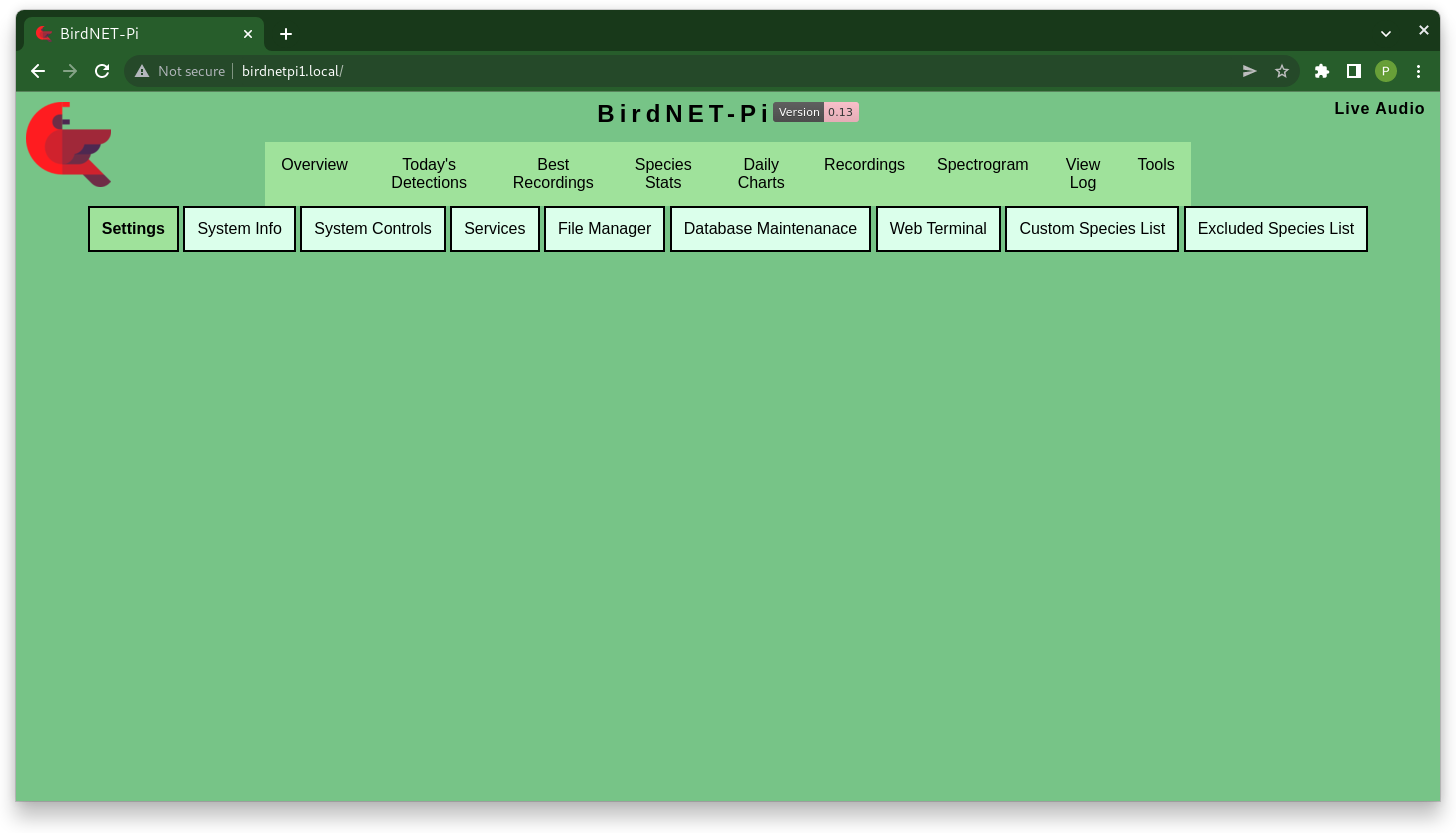 BirdNET-Pi
Not secure birdnetpi1.local/
P
BirdNET-Pi Version 0.13
Live Audio
Overview
Today's
Detections
Best
Recordings
Species
Stats
Daily
Charts
Recordings
Spectrogram
View
Log
Tools
Settings
System Info
System Controls
Services
File Manager
Database Maintenanace
Web Terminal
Custom Species List
Excluded Species List